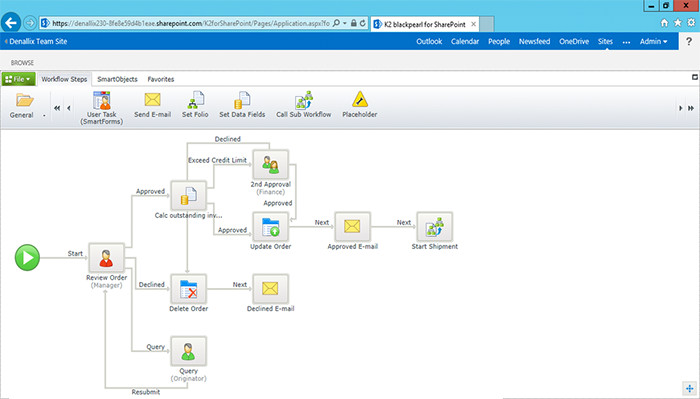 https://denallix230-8fe8e59d4b1exe.sharepoint.com/K2forSharePoint/Pages/Application.aspx?fo
K2 blackpearl for SharePoint
Denallix Team Site
Outlook Calendar People Newsfeed OneDrive Sites ... Admin ?
BROWSE
File Workflow Steps SmartObjects Favorites
General
User Task
(SmartForms)
Send E-mail
Set Folio
Set Data Fields
Call Sub Workflow
Placeholder
Declined
Exceed Credit Limit
2nd Approval
(Finance)
Approved
Approved
Calc outstanding inv...
Approved
Update Order
Next
Approved E-mail
Next
Start Shipment
Start
Review Order
(Manager)
Declined
Delete Order
Next
Declined E-mail
Query
Query
(Originator)
Resubmit